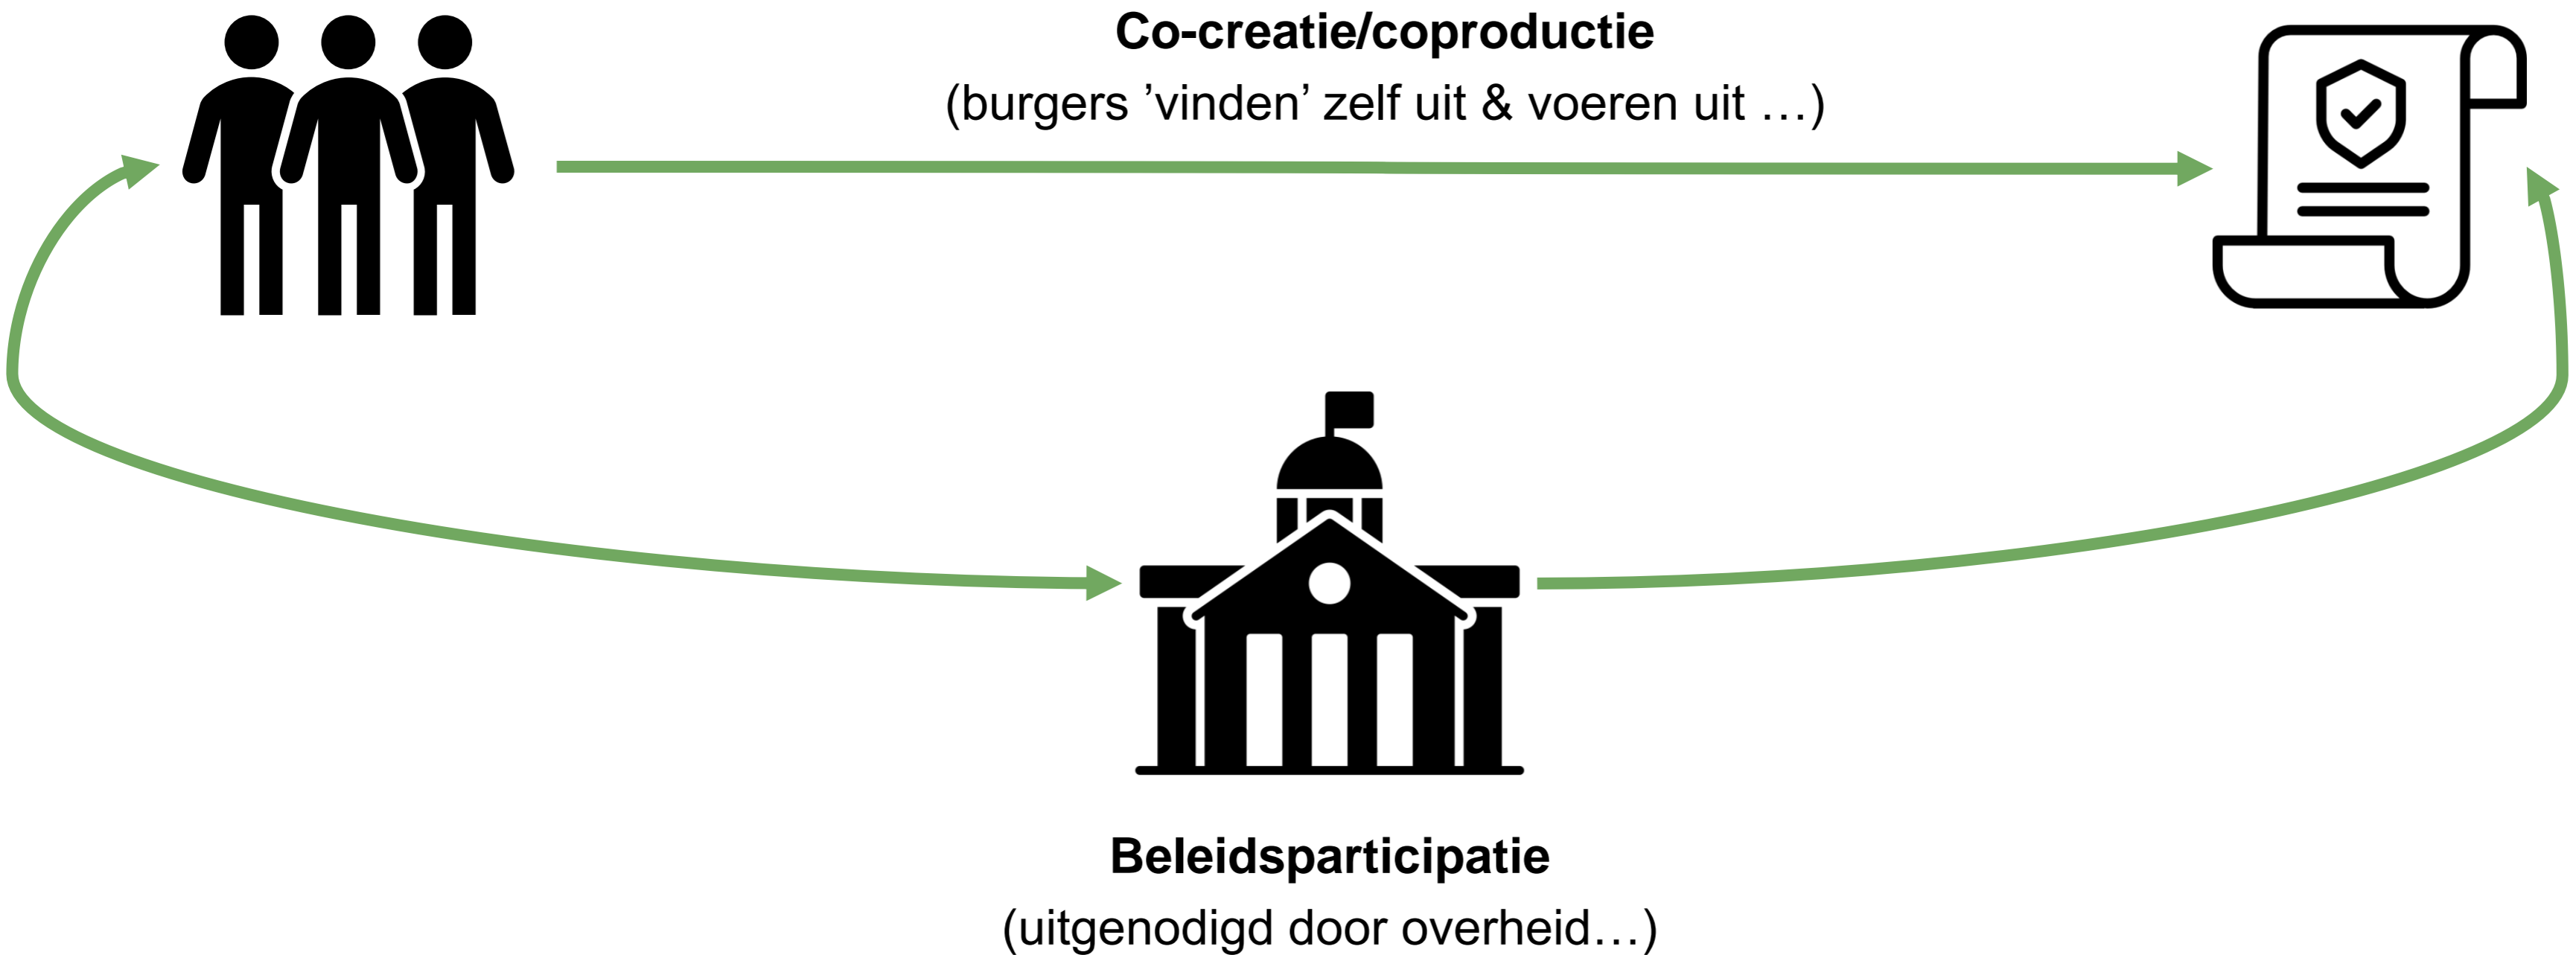 Co-creatie/coproductie
(burgers ’vinden’ zelf uit & voeren uit …)
Beleidsparticipatie
(uitgenodigd door overheid…)